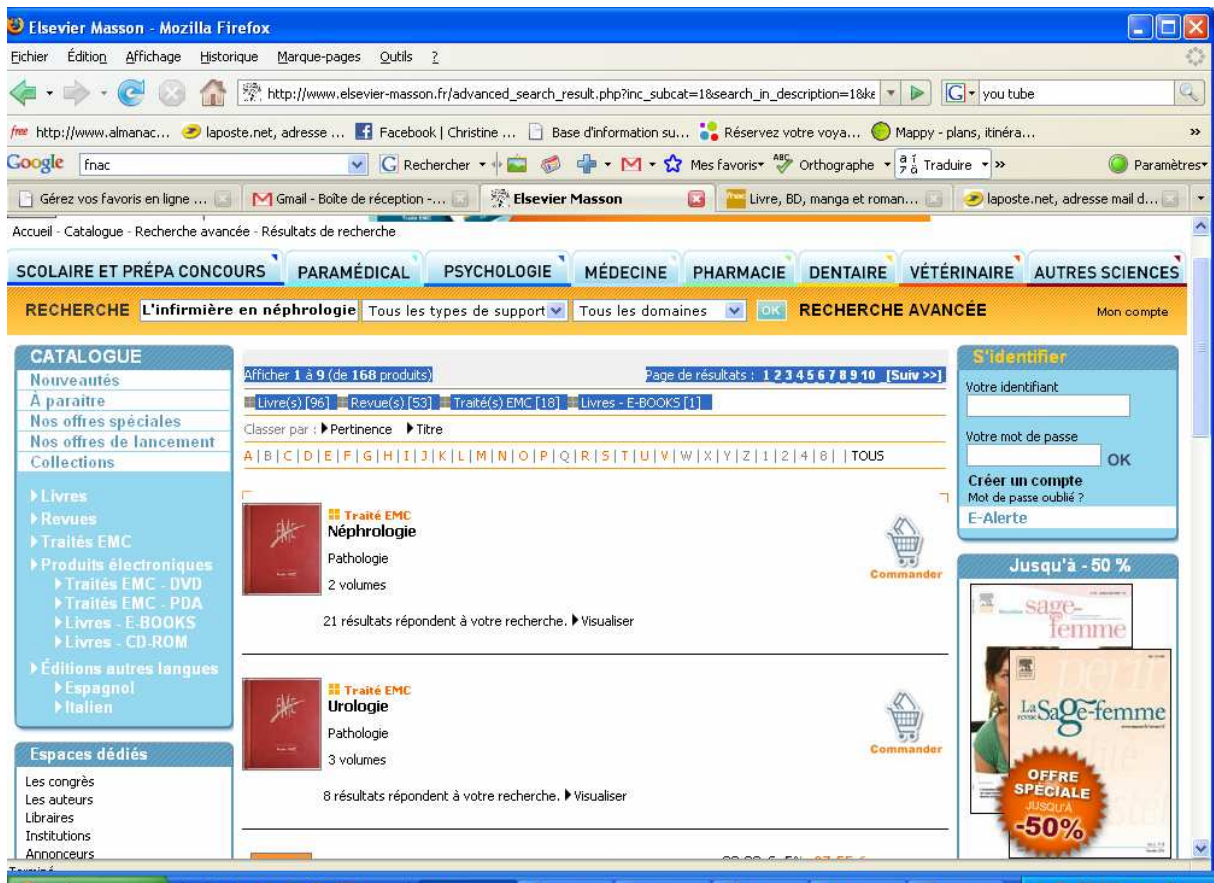 Elsevier Masson - Mozilla Firefox
Fichier Édition Affichage Historique Marque-pages Outils ?
http://www.elsevier-masson.fr/advanced_search_result.php?inc_subcat=1&search_in_description=1&ke you tube
free http://www.almanac... laposte.net, adresse ... Facebook | Christine ... Base d'information su... Réservez votre voya... Mappy - plans, itinéra... »
Google fnac Rechercher Mes favoris ABC Orthographe Traduire » Paramètres
Gérez vos favoris en ligne ... Gmail - Boîte de réception -... Elsevier Masson Livre, BD, manga et roman... laposte.net, adresse mail d...
Accueil - Catalogue - Recherche avancée - Résultats de recherche
SCOLAIRE ET PRÉPA CONCOURS PARAMÉDICAL PSYCHOLOGIE MÉDECINE PHARMACIE DENTAIRE VÉTÉRINAIRE AUTRES SCIENCES
RECHERCHE L'infirmière en néphrologie Tous les types de support Tous les domaines OK RECHERCHE AVANCÉE Mon compte
CATALOGUE
Nouveautés
À paraitre
Nos offres spéciales
Nos offres de lancement
Collections
Livres
Revues
Traités EMC
Produits électroniques
Traités EMC - DVD
Traités EMC - PDA
Livres - E-BOOKS
Livres - CD-ROM
Éditions autres langues
Espagnol
Italien
Espaces dédiés
Les congrès
Les auteurs
Libraires
Institutions
Annonceurs
Afficher 1 à 9 (de 168 produits) Page de résultats : 1 2 3 4 5 6 7 8 9 10 [Suiv >>]
Livre(s) [96] Revue(s) [53] Traité(s) EMC [18] Livres - E-BOOKS [1]
Classer par : Pertinence Titre
A | B | C | D | E | F | G | H | I | J | K | L | M | N | O | P | Q | R | S | T | U | V | W | X | Y | Z | 1 | 2 | 4 | 8 | | TOUS
Traité EMC
Néphrologie
Pathologie
2 volumes
Commander
21 résultats répondent à votre recherche. Visualiser
EMC
Traité EMC
Urologie
Pathologie
3 volumes
Commander
8 résultats répondent à votre recherche. Visualiser
EMC
S'identifier
Votre identifiant
Votre mot de passe
OK
Créer un compte
Mot de passe oublié ?
E-Alerte
Jusqu'à - 50 %
sage-
femme
La revue Sage-femme
OFFRE
SPÉCIALE
JUSQU'À
-50%